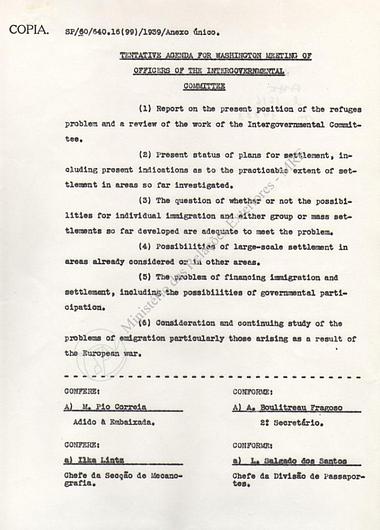 COPIA. SP/60/640.16(99)/1939/Anexo único.
TENTATIVE AGENDA FOR WASHINGTON MEETING OF
OFFICERS OF THE INTERGOVERNMENTAL
COMMITTEE
(1) Report on the present position of the refugee
problem and a review of the work of the Intergovernmental Commit-
tee.
(2) Present status of plans for settlement, in-
cluding present indications as to the practicable extent of set-
tlement in areas so far investigated.
(3) The question of whether or not the possibi-
lities for individual immigration and either group or mass set-
tlements so far developed are adequate to meet the problem.
(4) Possibilities of large-scale settlement in
areas already considered or in other areas.
(5) The problem of financing immigration and
settlement, including the possibilities of governmental parti-
cipation.
(6) Consideration and continuing study of the
problems of emigration particularly those arising as a result of
the European war.
CONFERE:
A) M. Pio Correia
Adido à Embaixada.
CONFORME:
A) A. Boulitreau Fragoso
2º Secretário.
CONFERE:
a) Ilka Lintz
Chefe da Secção de Mecano-
grafia.
CONFORME:
a) L. Salgado dos Santos
Chefe da Divisão de Passapor-
tes.
Ministério das Relações Exteriores - MRE